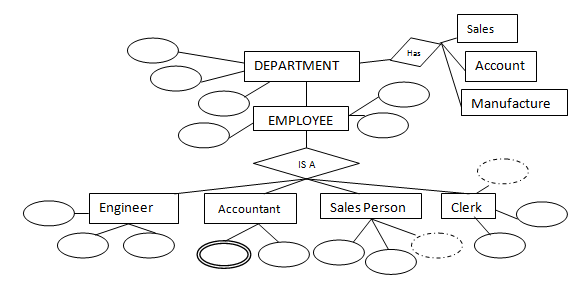 Sales
Has
DEPARTMENT
Account
Manufacture
EMPLOYEE
IS A
Engineer
Accountant
Sales Person
Clerk